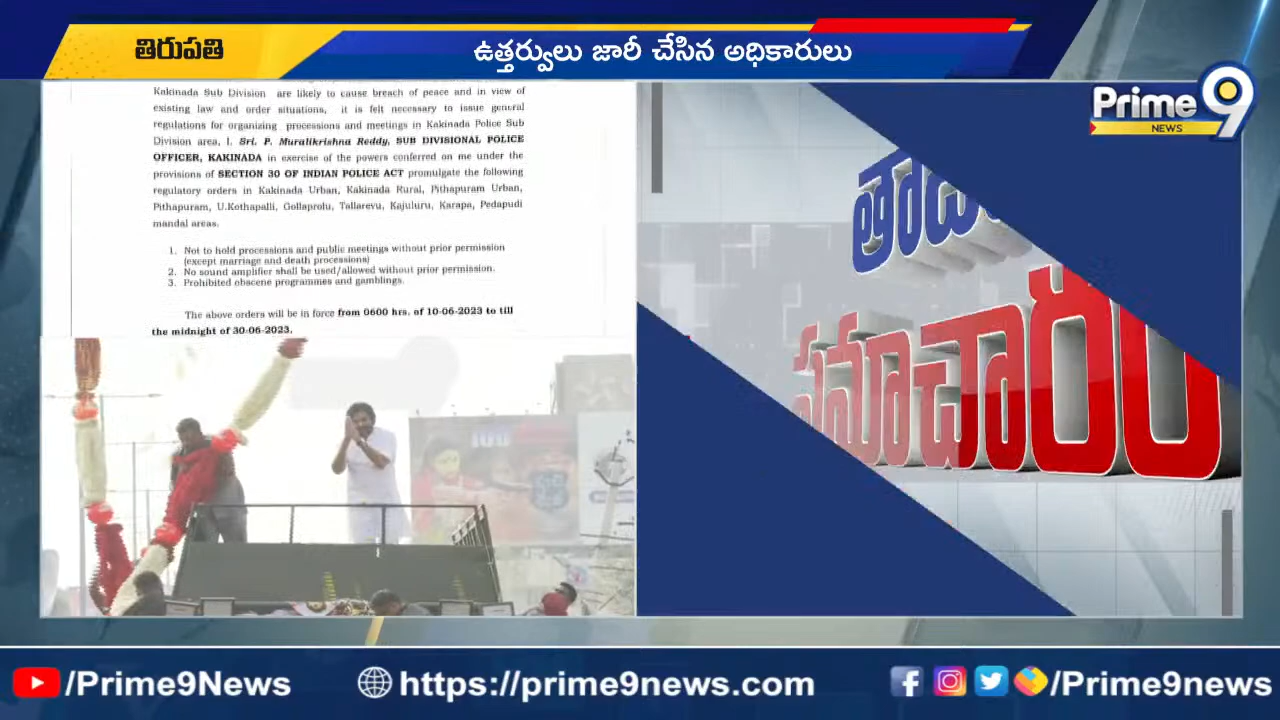 తిరుపతి
ఉత్తర్వులు జారీ చేసిన అధికారులు
Kakinada Sub Division are likely to cause breach of peace and in view of
existing law and order situations, it is felt necessary to issue general
regulations for organizing processions and meetings in Kakinada Police Sub
Division area, I, Sri. P. Muralikrishna Reddy, SUB DIVISIONAL POLICE
OFFICER, KAKINADA in exercise of the powers conferred on me under the
provisions of SECTION 30 OF INDIAN POLICE ACT promulgate the following
regulatory orders in Kakinada Urban, Kakinada Rural, Pithapuram Urban,
Pithapuram, U.Kothapalli, Gollaprolu, Tallarevu, Kajuluru, Karapa, Pedapudi
mandal areas.
1. Not to hold processions and public meetings without prior permission
(except marriage and death processions)
2. No sound amplifier shall be used/allowed without prior permission.
3. Prohibited obscene programmes and gamblings.
The above orders will be in force from 0600 hrs. of 10-06-2023 to till
the midnight of 30-06-2023.
Prime9
NEWS
సమాచారం
/Prime9News
https://prime9news.com
/Prime9news